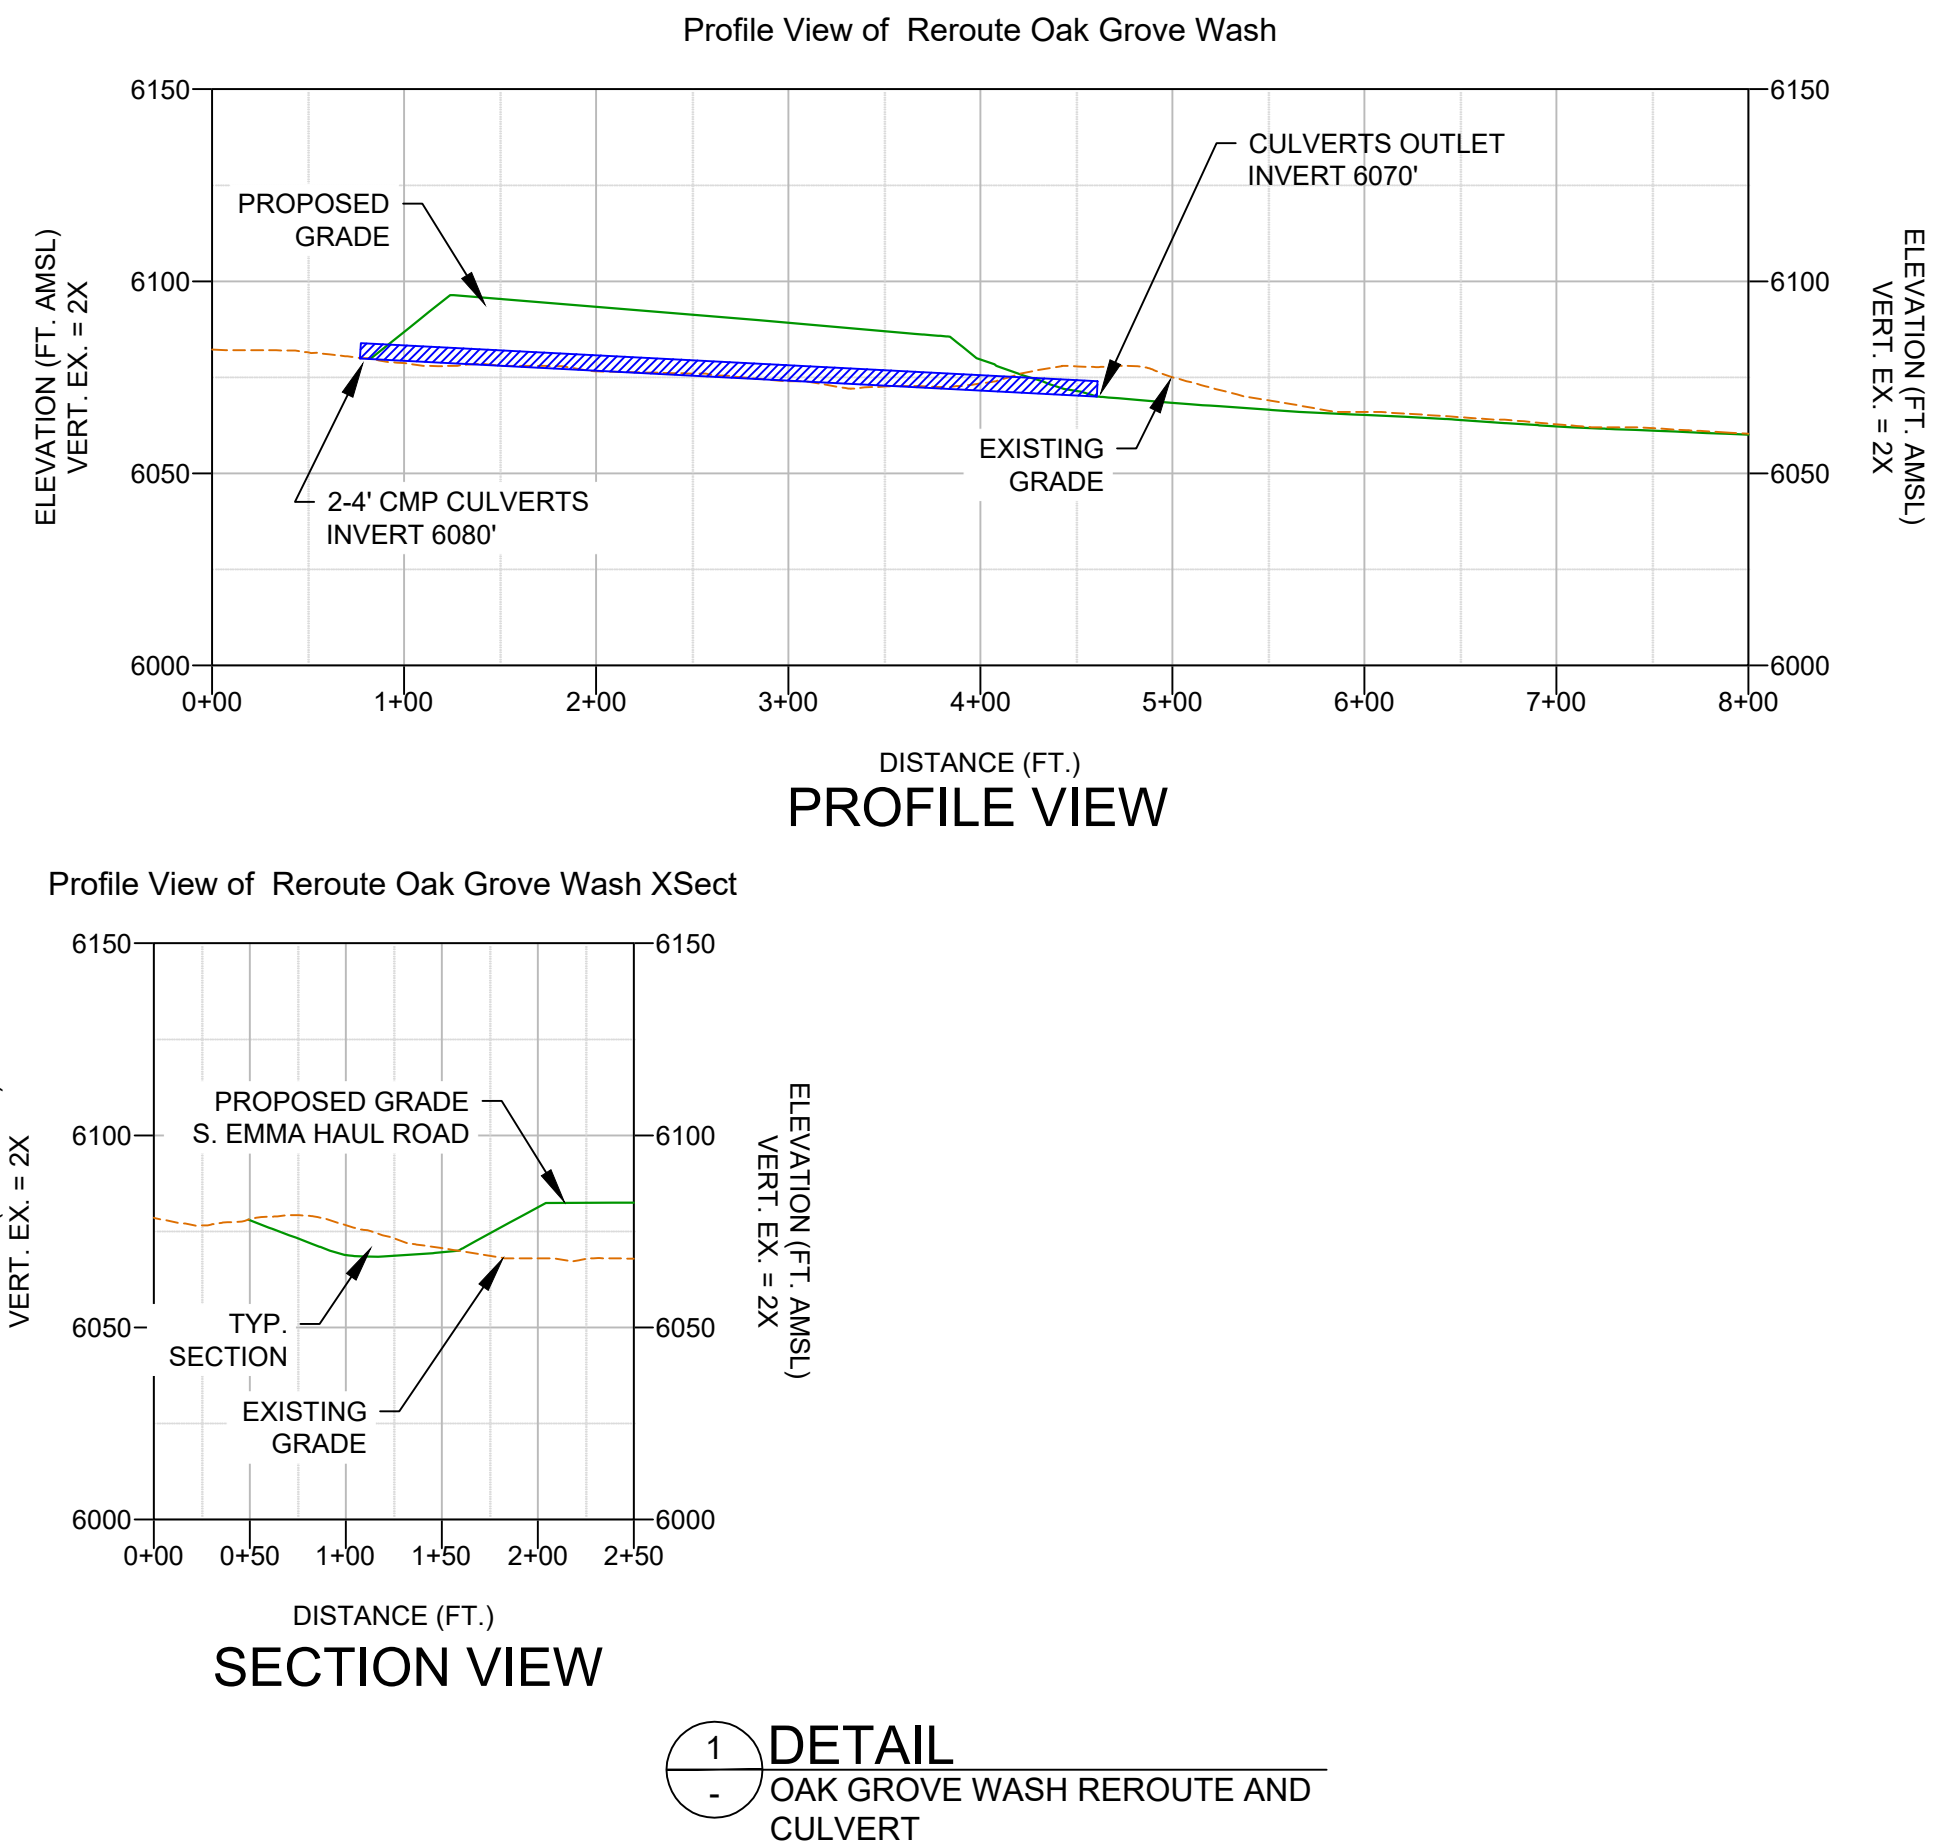 Profile View of  Reroute Oak Grove Wash
6150
6150
CULVERTS OUTLET
INVERT 6070'
PROPOSED
GRADE
ELEVATION (FT. AMSL)
VERT. EX. = 2X
6100
6100
ELEVATION (FT. AMSL)
VERT. EX. = 2X
EXISTING
GRADE
6050
6050
2-4' CMP CULVERTS
INVERT 6080'
6000
6000
0+00 1+00 2+00 3+00 4+00 5+00 6+00 7+00 8+00
DISTANCE (FT.)
PROFILE VIEW
Profile View of  Reroute Oak Grove Wash XSect
6150
6150
PROPOSED GRADE
S. EMMA HAUL ROAD
6100
6100
VERT. EX. = 2X
ELEVATION (FT. AMSL)
VERT. EX. = 2X
TYP.
SECTION
6050
6050
EXISTING
GRADE
6000
6000
0+00 0+50 1+00 1+50 2+00 2+50
DISTANCE (FT.)
SECTION VIEW
1
-
DETAIL
OAK GROVE WASH REROUTE AND
CULVERT